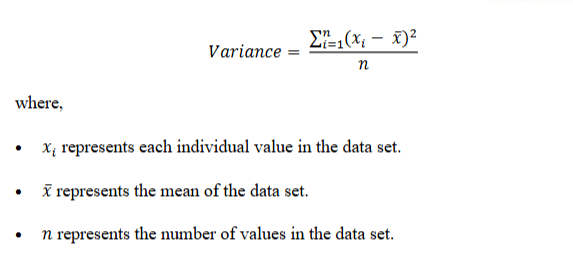 Variance = \frac{\sum_{i=1}^{n}(x_i - \bar{x})^2}{n}
where,
• x_i represents each individual value in the data set.
• x̄ represents the mean of the data set.
• n represents the number of values in the data set.